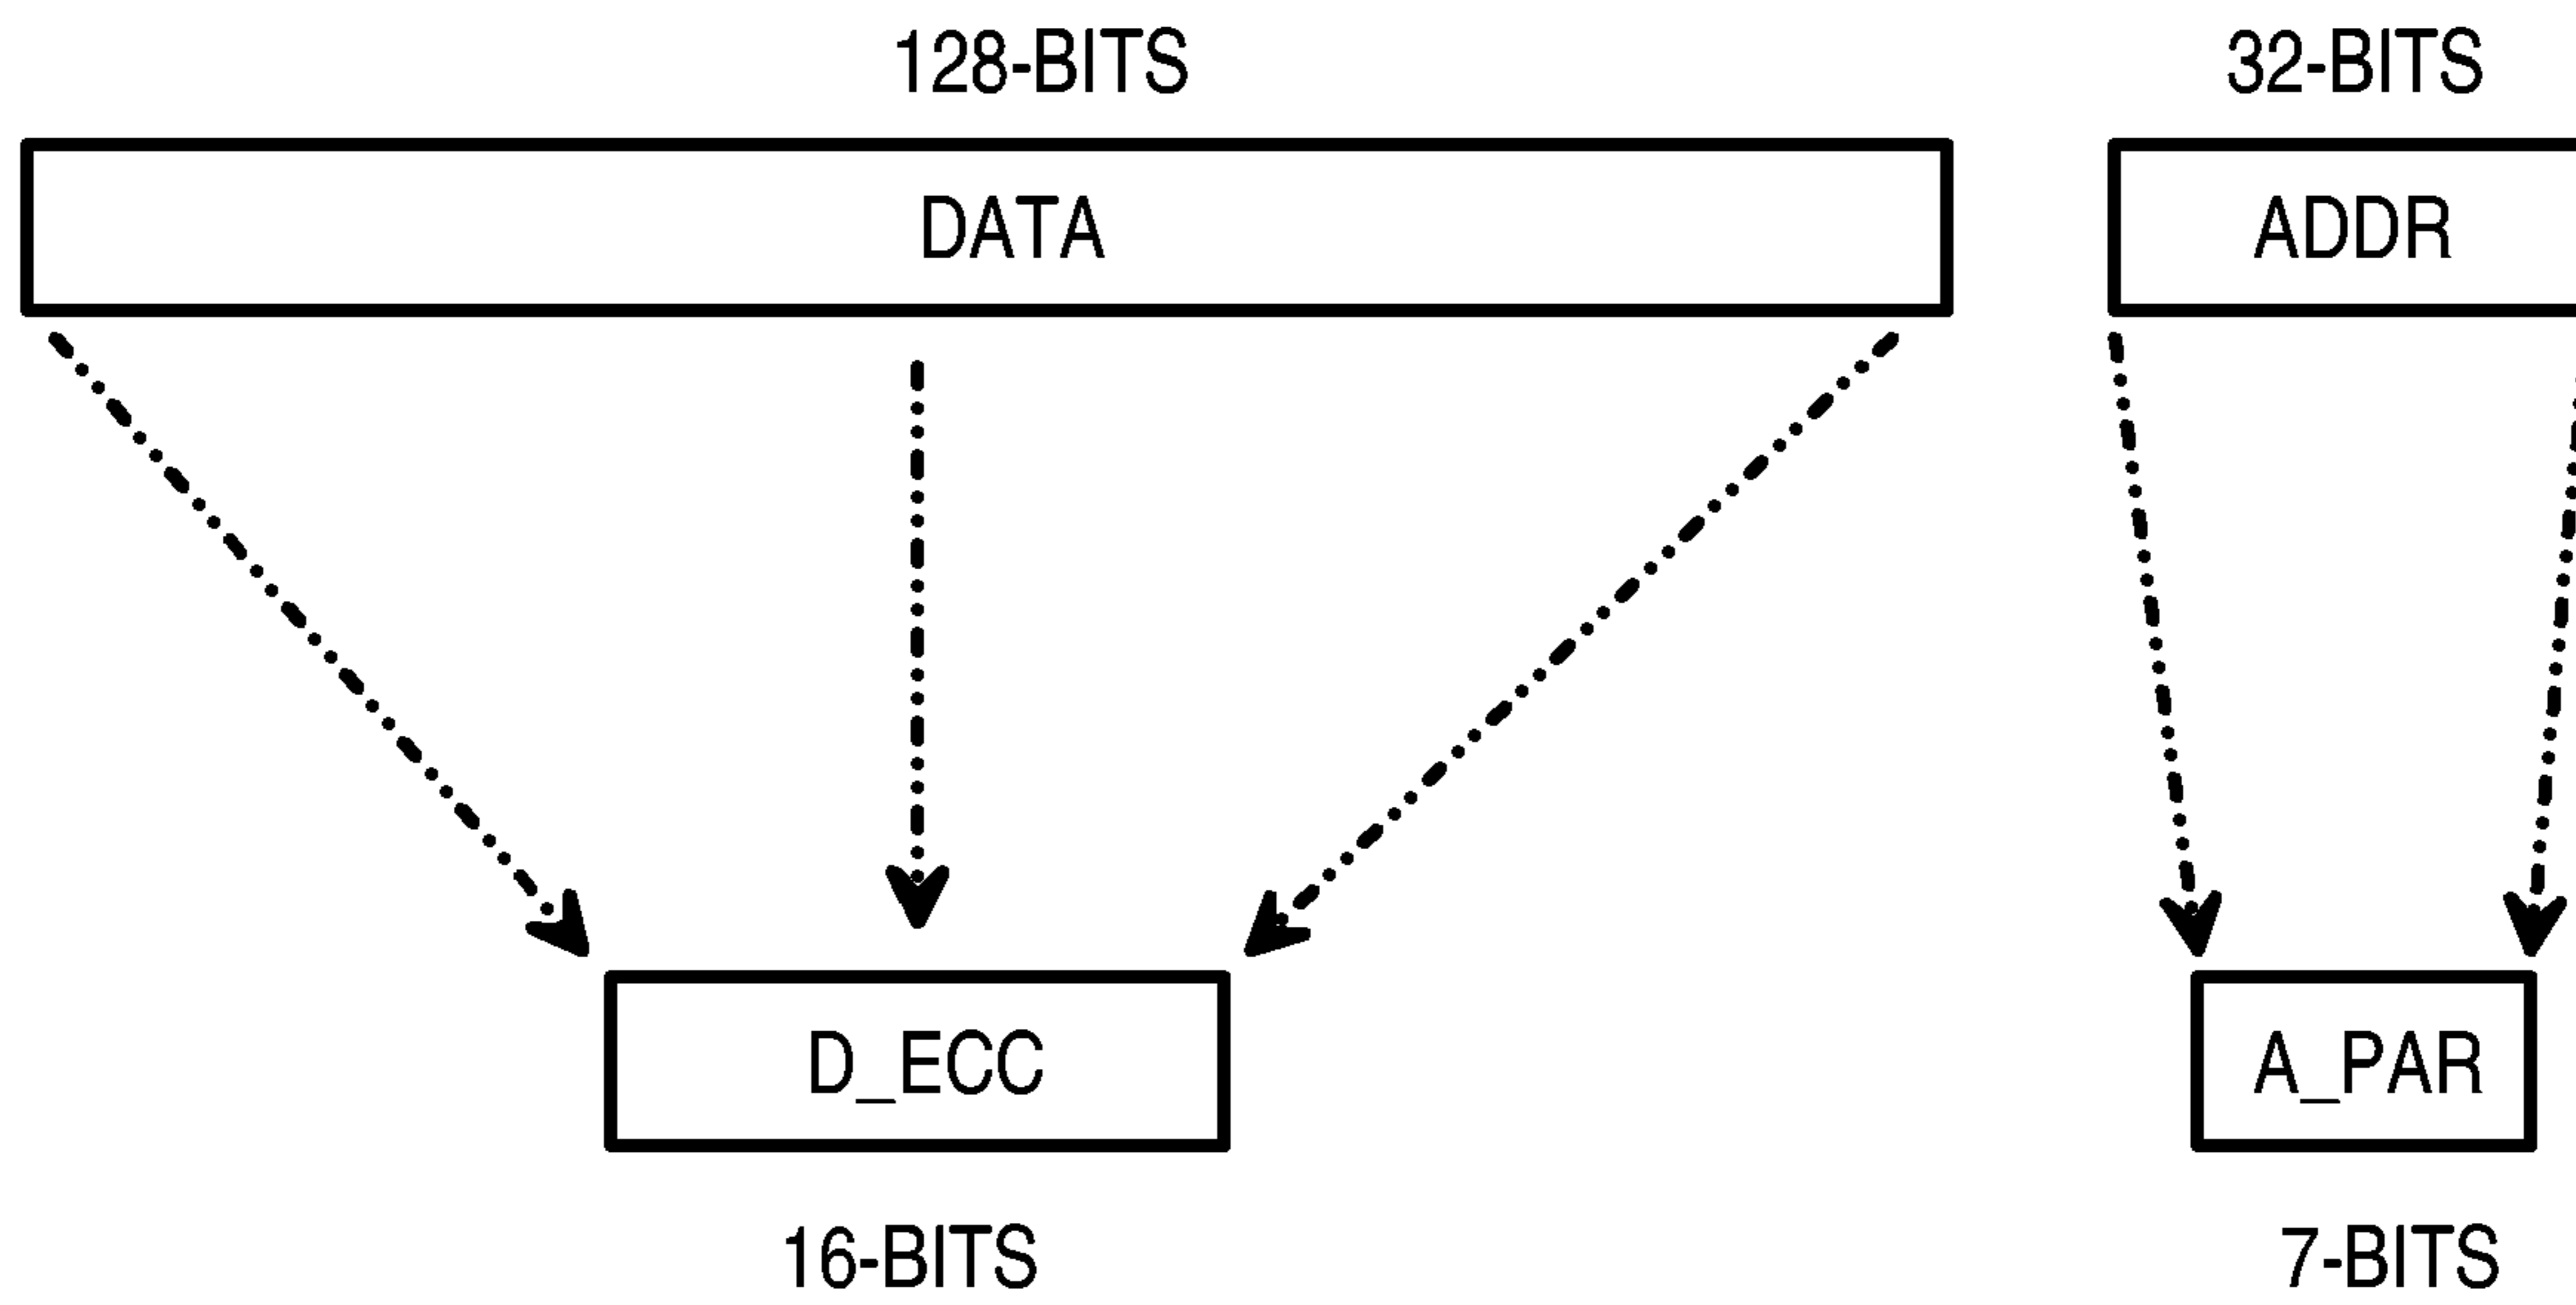 128-BITS
32-BITS
DATA
ADDR
D_ECC
A_PAR
16-BITS
7-BITS